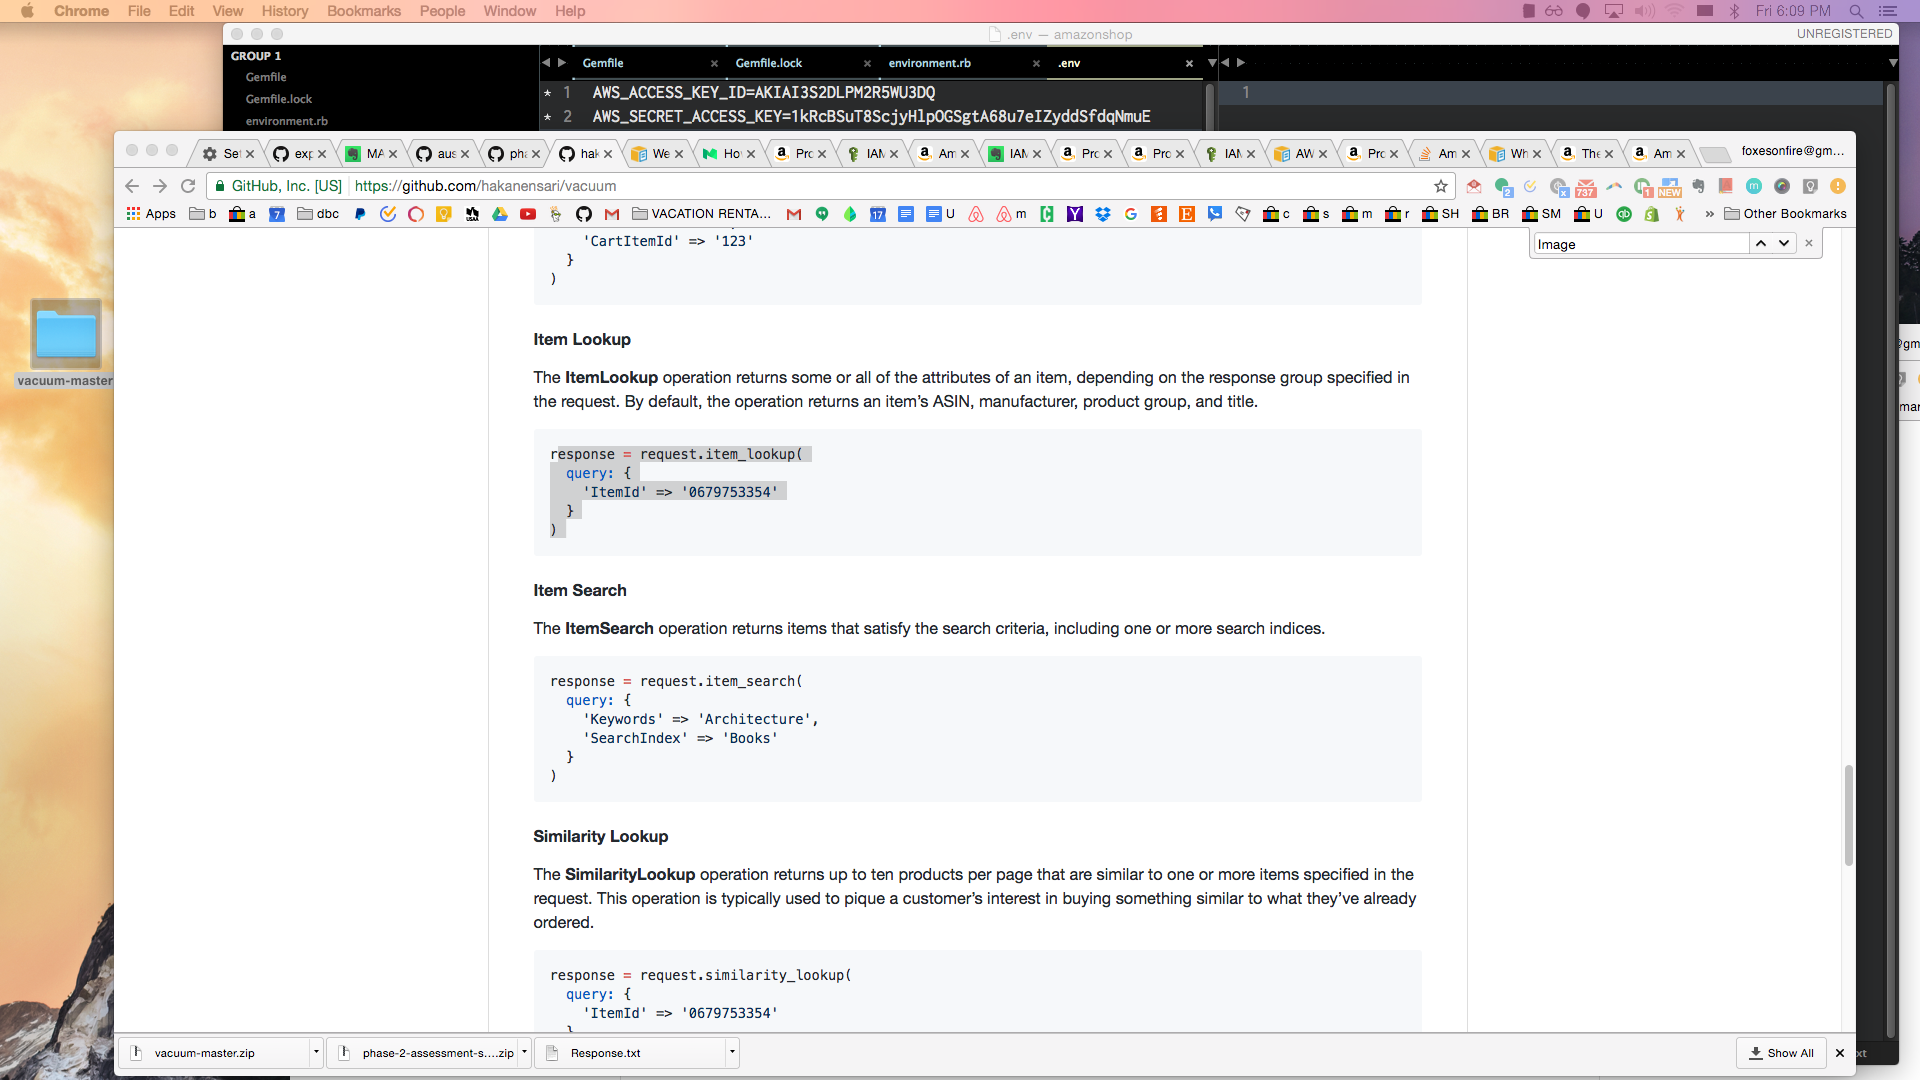 Chrome File Edit View History Bookmarks People Window Help Fri 6:09 PM
.env — amazonshop
UNREGISTERED
GROUP 1
Gemfile
Gemfile.lock
environment.rb
Gemfile Gemfile.lock environment.rb .env
1 AWS_ACCESS_KEY_ID=[redacted]
2 AWS_SECRET_ACCESS_KEY=[redacted]
1
Set exp MA aus pha hak We How Pro IAM Am IAM Pro Pro IAM AW Pro Am Wh The Am foxesonfire@gm...
GitHub, Inc. [US] https://github.com/hakanensari/vacuum
Apps b a dbc VACATION RENTA... U m c s m r SH BR SM U » Other Bookmarks
Image
'CartItemId' => '123'
}
)
Item Lookup
The ItemLookup operation returns some or all of the attributes of an item, depending on the response group specified in
the request. By default, the operation returns an item's ASIN, manufacturer, product group, and title.
response = request.item_lookup(
query: {
'ItemId' => '0679753354'
}
)
Item Search
The ItemSearch operation returns items that satisfy the search criteria, including one or more search indices.
response = request.item_search(
query: {
'Keywords' => 'Architecture',
'SearchIndex' => 'Books'
}
)
Similarity Lookup
The SimilarityLookup operation returns up to ten products per page that are similar to one or more items specified in the
request. This operation is typically used to pique a customer's interest in buying something similar to what they've already
ordered.
response = request.similarity_lookup(
query: {
'ItemId' => '0679753354'
}
vacuum-master
vacuum-master.zip
phase-2-assessment-s....zip
Response.txt
Show All